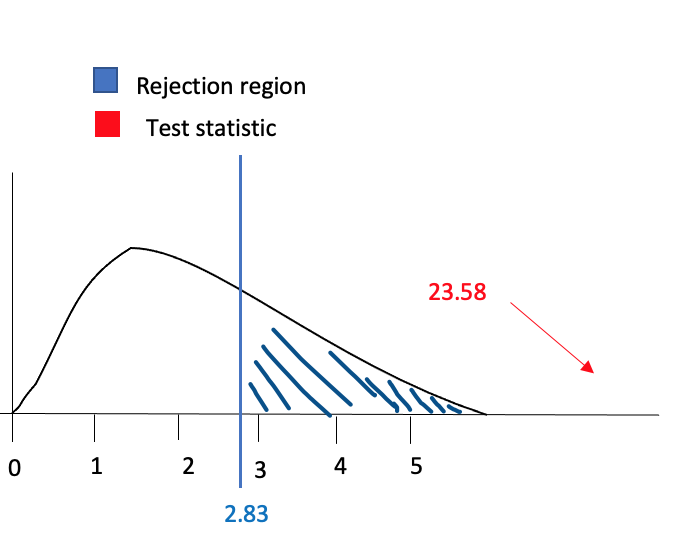 Rejection region
Test statistic
23.58
0 1 2 3 4 5
2.83